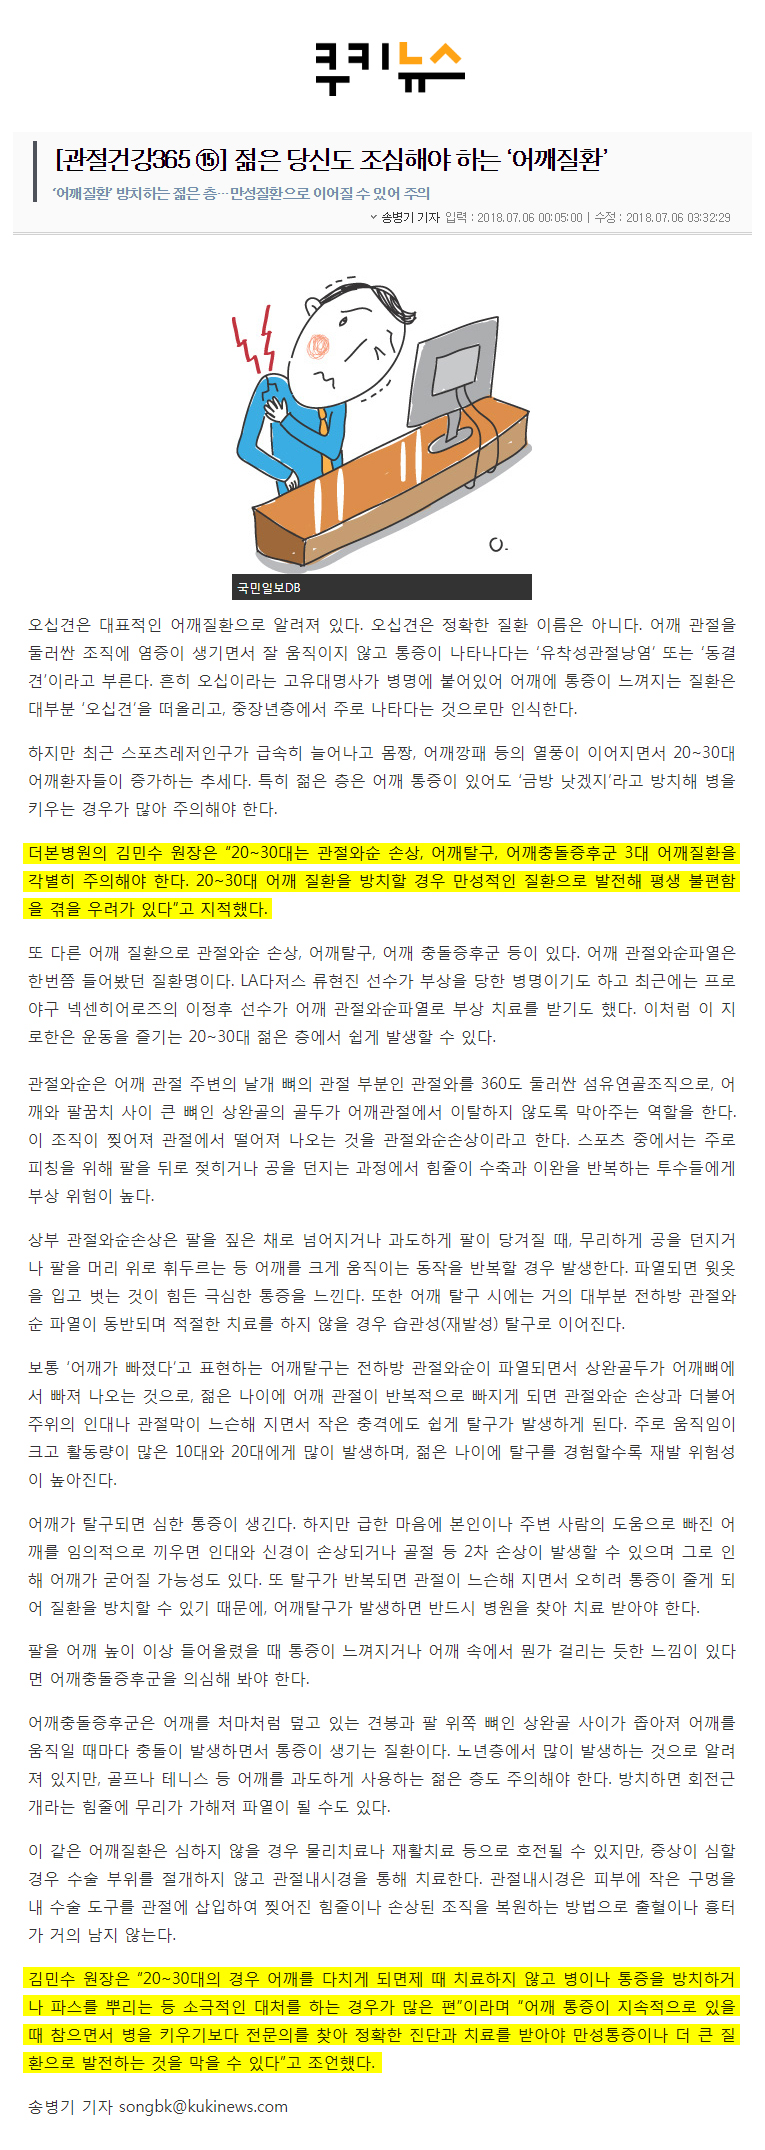 쿠키뉴스
[관절건강365 ⑮] 젊은 당신도 조심해야 하는 ‘어깨질환’
‘어깨질환’ 방치하는 젊은 층…만성질환으로 이어질 수 있어 주의
송병기 기자 입력 : 2018.07.06 00:05:00 | 수정 : 2018.07.06 03:32:29
국민일보DB
오십견은 대표적인 어깨질환으로 알려져 있다. 오십견은 정확한 질환 이름은 아니다. 어깨 관절을
둘러싼 조직에 염증이 생기면서 잘 움직이지 않고 통증이 나타나다는 ‘유착성관절낭염’ 또는 ‘동결
견’이라고 부른다. 흔히 오십이라는 고유대명사가 병명에 붙어있어 어깨에 통증이 느껴지는 질환은
대부분 ‘오십견’을 떠올리고, 중장년층에서 주로 나타다는 것으로만 인식한다.
하지만 최근 스포츠레저인구가 급속히 늘어나고 몸짱, 어깨깡패 등의 열풍이 이어지면서 20~30대
어깨환자들이 증가하는 추세다. 특히 젊은 층은 어깨 통증이 있어도 ‘금방 낫겠지’라고 방치해 병을
키우는 경우가 많아 주의해야 한다.
더본병원의 김민수 원장은 “20~30대는 관절와순 손상, 어깨탈구, 어깨충돌증후군 3대 어깨질환을
각별히 주의해야 한다. 20~30대 어깨 질환을 방치할 경우 만성적인 질환으로 발전해 평생 불편함
을 겪을 우려가 있다”고 지적했다.
또 다른 어깨 질환으로 관절와순 손상, 어깨탈구, 어깨 충돌증후군 등이 있다. 어깨 관절와순파열은
한번쯤 들어봤던 질환명이다. LA다저스 류현진 선수가 부상을 당한 병명이기도 하고 최근에는 프로
야구 넥센히어로즈의 이정후 선수가 어깨 관절와순파열로 부상 치료를 받기도 했다. 이처럼 이 지
로한은 운동을 즐기는 20~30대 젊은 층에서 쉽게 발생할 수 있다.
관절와순은 어깨 관절 주변의 날개 뼈의 관절 부분인 관절와를 360도 둘러싼 섬유연골조직으로, 어
깨와 팔꿈치 사이 큰 뼈인 상완골의 골두가 어깨관절에서 이탈하지 않도록 막아주는 역할을 한다.
이 조직이 찢어져 관절에서 떨어져 나오는 것을 관절와순손상이라고 한다. 스포츠 중에서는 주로
피칭을 위해 팔을 뒤로 젖히거나 공을 던지는 과정에서 힘줄이 수축과 이완을 반복하는 투수들에게
부상 위험이 높다.
상부 관절와순손상은 팔을 짚은 채로 넘어지거나 과도하게 팔이 당겨질 때, 무리하게 공을 던지거
나 팔을 머리 위로 휘두르는 등 어깨를 크게 움직이는 동작을 반복할 경우 발생한다. 파열되면 윗옷
을 입고 벗는 것이 힘든 극심한 통증을 느낀다. 또한 어깨 탈구 시에는 거의 대부분 전하방 관절와
순 파열이 동반되며 적절한 치료를 하지 않을 경우 습관성(재발성) 탈구로 이어진다.
보통 ‘어깨가 빠졌다’고 표현하는 어깨탈구는 전하방 관절와순이 파열되면서 상완골두가 어깨뼈에
서 빠져 나오는 것으로, 젊은 나이에 어깨 관절이 반복적으로 빠지게 되면 관절와순 손상과 더불어
주위의 인대나 관절막이 느슨해 지면서 작은 충격에도 쉽게 탈구가 발생하게 된다. 주로 움직임이
크고 활동량이 많은 10대와 20대에게 많이 발생하며, 젊은 나이에 탈구를 경험할수록 재발 위험성
이 높아진다.
어깨가 탈구되면 심한 통증이 생긴다. 하지만 급한 마음에 본인이나 주변 사람의 도움으로 빠진 어
깨를 임의적으로 끼우면 인대와 신경이 손상되거나 골절 등 2차 손상이 발생할 수 있으며 그로 인
해 어깨가 굳어질 가능성도 있다. 또 탈구가 반복되면 관절이 느슨해 지면서 오히려 통증이 줄게 되
어 질환을 방치할 수 있기 때문에, 어깨탈구가 발생하면 반드시 병원을 찾아 치료 받아야 한다.
팔을 어깨 높이 이상 들어올렸을 때 통증이 느껴지거나 어깨 속에서 뭔가 걸리는 듯한 느낌이 있다
면 어깨충돌증후군을 의심해 봐야 한다.
어깨충돌증후군은 어깨를 처마처럼 덮고 있는 견봉과 팔 위쪽 뼈인 상완골 사이가 좁아져 어깨를
움직일 때마다 충돌이 발생하면서 통증이 생기는 질환이다. 노년층에서 많이 발생하는 것으로 알려
져 있지만, 골프나 테니스 등 어깨를 과도하게 사용하는 젊은 층도 주의해야 한다. 방치하면 회전근
개라는 힘줄에 무리가 가해져 파열이 될 수도 있다.
이 같은 어깨질환은 심하지 않을 경우 물리치료나 재활치료 등으로 호전될 수 있지만, 증상이 심할
경우 수술 부위를 절개하지 않고 관절내시경을 통해 치료한다. 관절내시경은 피부에 작은 구멍을
내 수술 도구를 관절에 삽입하여 찢어진 힘줄이나 손상된 조직을 복원하는 방법으로 출혈이나 흉터
가 거의 남지 않는다.
김민수 원장은 “20~30대의 경우 어깨를 다치게 되면제 때 치료하지 않고 병이나 통증을 방치하거
나 파스를 뿌리는 등 소극적인 대처를 하는 경우가 많은 편”이라며 “어깨 통증이 지속적으로 있을
때 참으면서 병을 키우기보다 전문의를 찾아 정확한 진단과 치료를 받아야 만성통증이나 더 큰 질
환으로 발전하는 것을 막을 수 있다”고 조언했다.
송병기 기자 songbk@kukinews.com